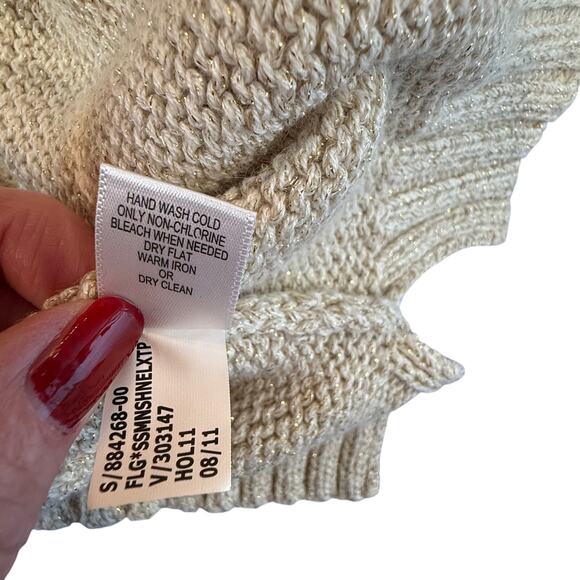 HAND WASH COLD
ONLY NON-CHLORINE
BLEACH WHEN NEEDED
DRY FLAT
WARM IRON
OR
DRY CLEAN
S/884268-00
FLG*SSMNSHNELXTP
V/303147
HOL11
08/11